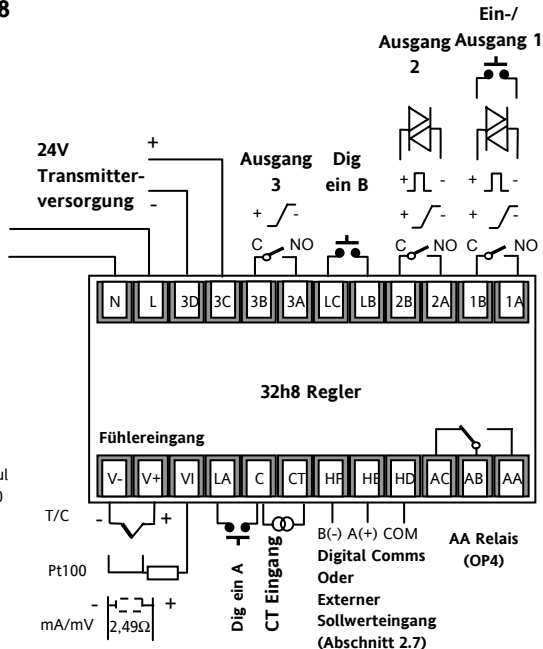 8
Ein-/
Ausgang 1
Ausgang
2
24V
Transmitter-
versorgung
+
-
Ausgang
3
Dig
ein B
+ -
+ -
+ -
+ -
+ -
C NO
C NO
C NO
N L 3D 3C 3B 3A LC LB 2B 2A 1B 1A
32h8 Regler
Fühlereingang
V- V+ VI LA C CT HF HE HD AC AB AA
ul
T/C
- +
Pt100
- +
mA/mV
2,49Ω
Dig ein A
CT Eingang
B(-) A(+) COM
Digital Comms
Oder
Externer
Sollwerteingang
(Abschnitt 2.7)
AA Relais
(OP4)